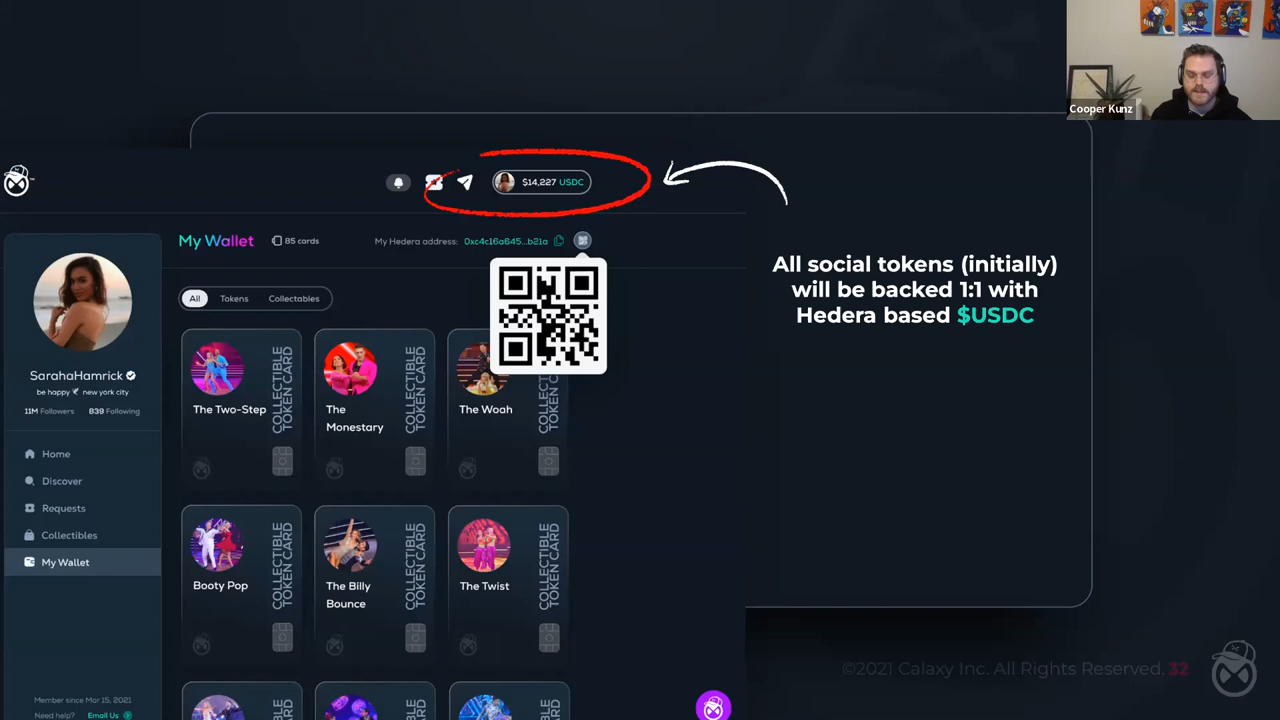 Cooper Kunz
$14,227 USDC
My Wallet
85 cards
My Hedera address: 0xc4c16a645...b21a
All social tokens (initially)
will be backed 1:1 with
Hedera based $USDC
All
Tokens
Collectables
SarahaHamrick
be happy
new york city
11M Followers
839 Following
Home
Discover
Requests
Collectibles
My Wallet
The Two-Step
COLLECTIBLE
TOKEN CARD
The
Monestary
COLLECTIBLE
TOKEN CARD
The Woah
COLLECTIBLE
TOKEN CARD
Booty Pop
COLLECTIBLE
TOKEN CARD
The Billy
Bounce
COLLECTIBLE
TOKEN CARD
The Twist
COLLECTIBLE
TOKEN CARD
Member since Mar 15, 2021
Need help? Email Us
©2021 Calaxy Inc. All Rights Reserved. 32